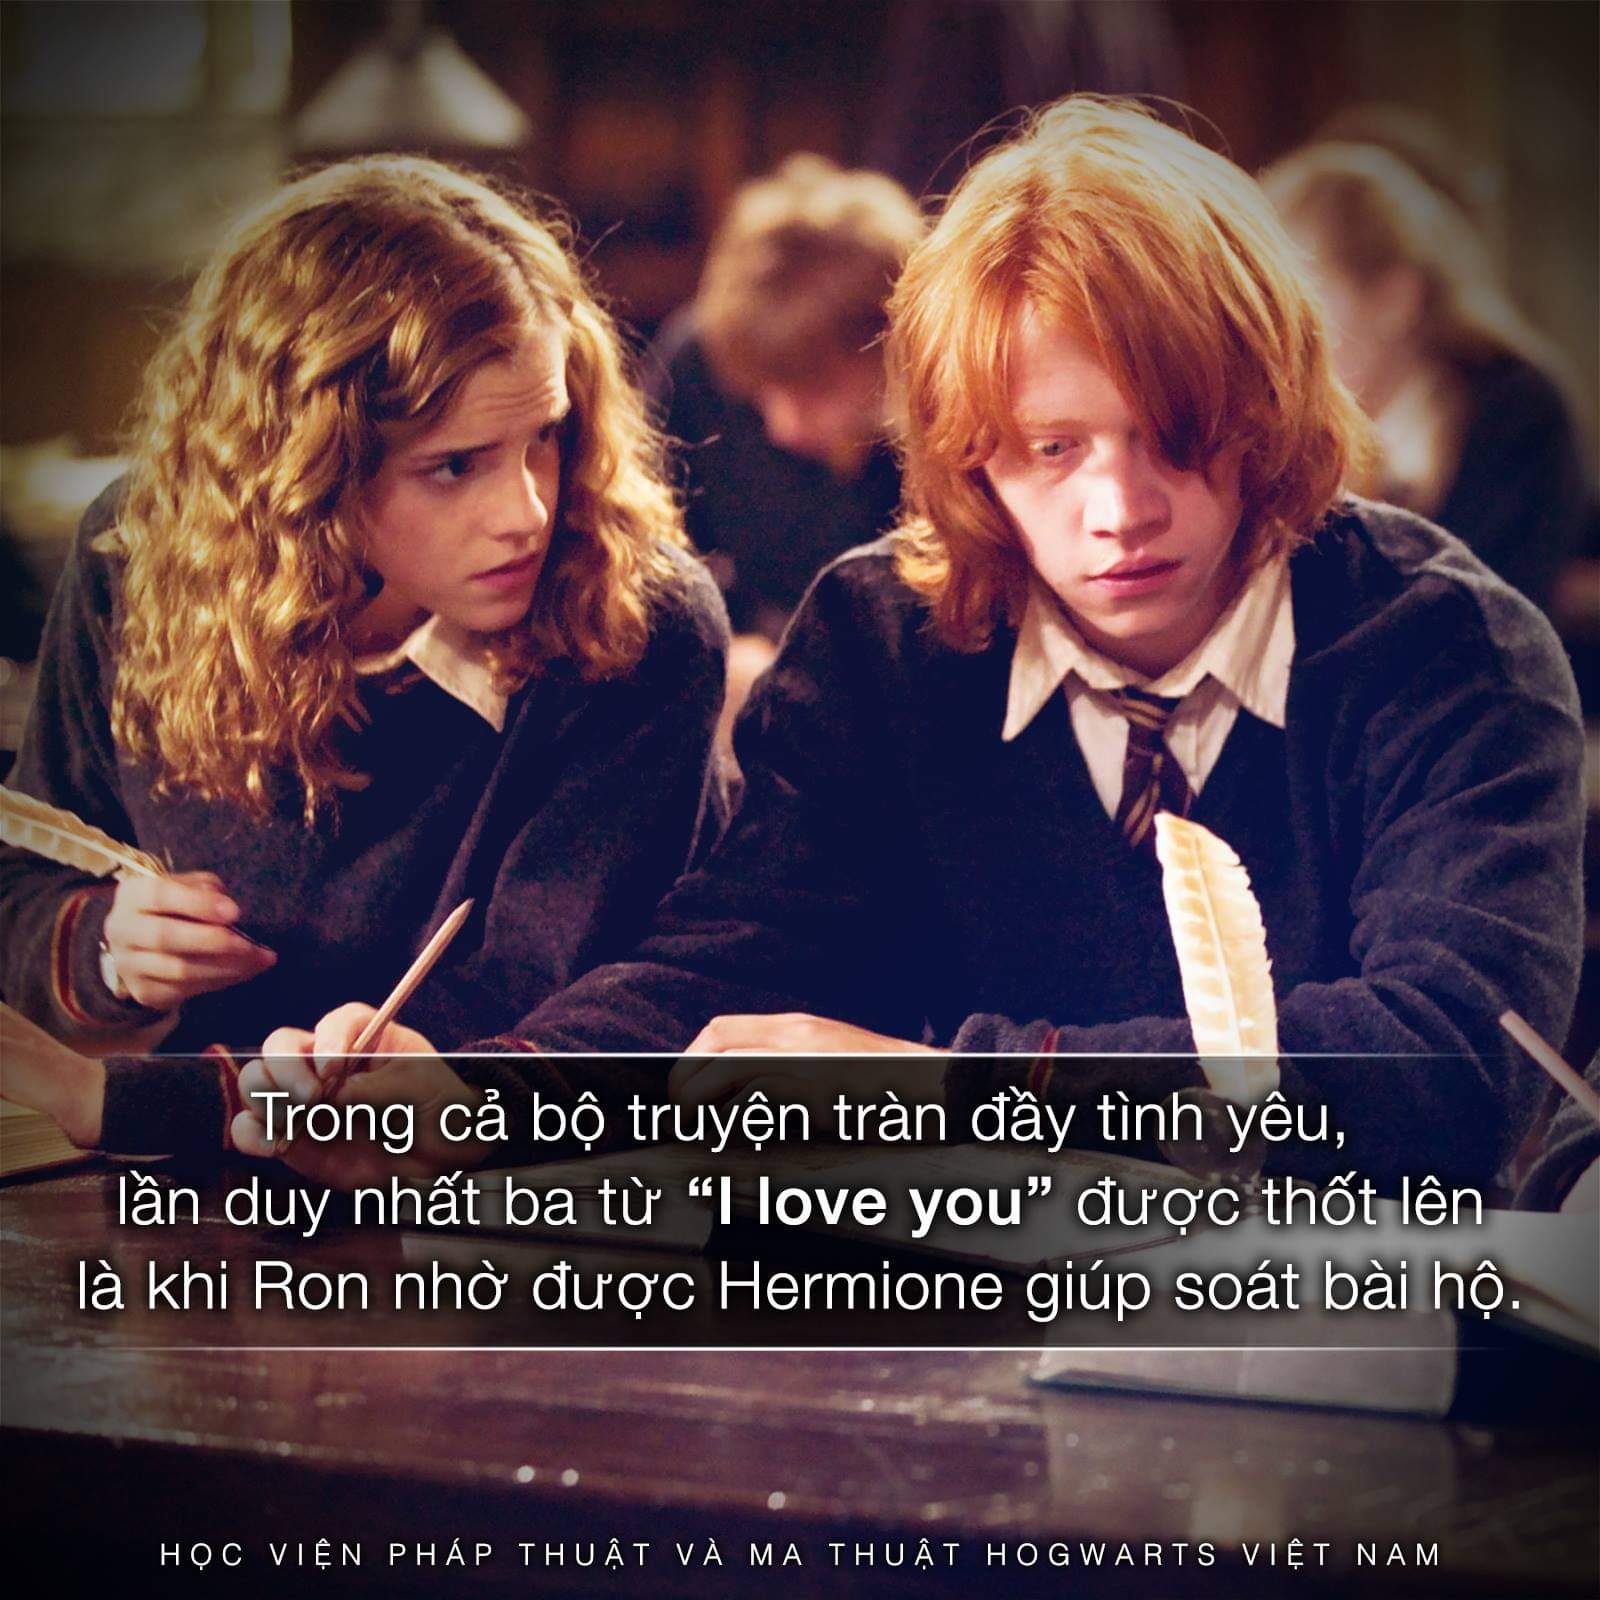 Trong cả bộ truyện tràn đầy tình yêu,
lần duy nhất ba từ “I love you” được thốt lên
là khi Ron nhờ được Hermione giúp soát bài hộ.
HỌC VIỆN PHÁP THUẬT VÀ MA THUẬT HOGWARTS VIỆT NAM